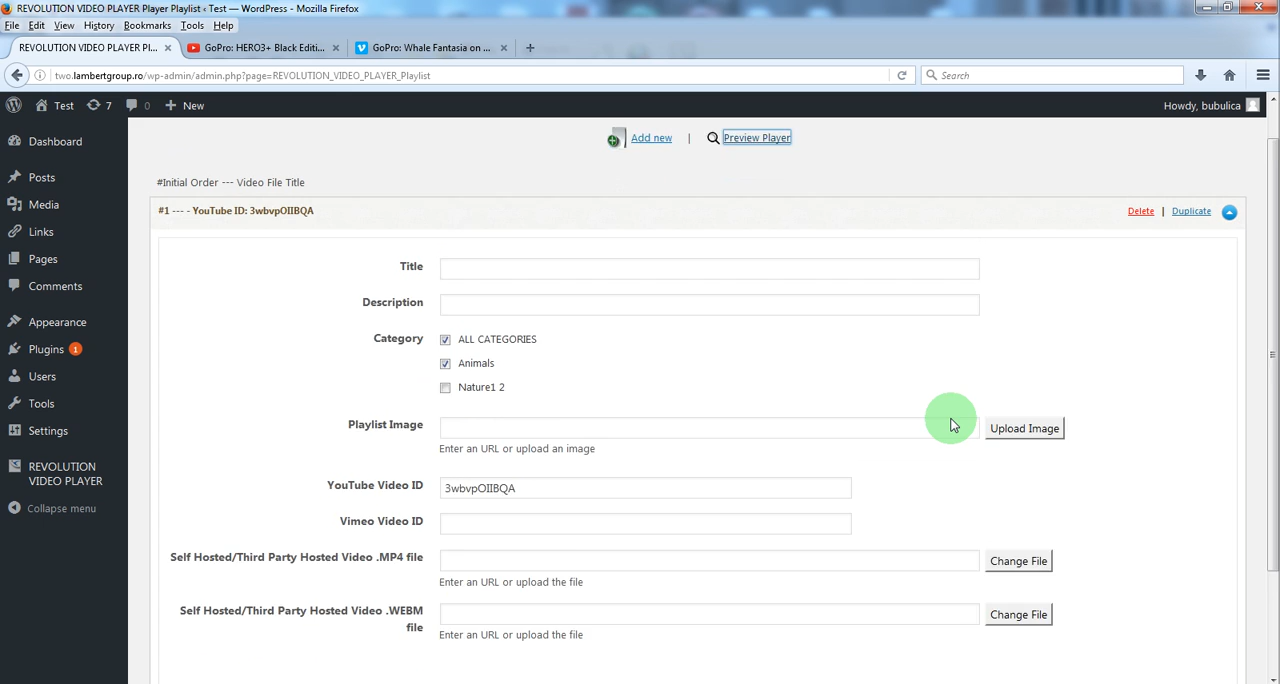 REVOLUTION VIDEO PLAYER Player Playlist ‹ Test — WordPress - Mozilla Firefox
File Edit View History Bookmarks Tools Help
REVOLUTION VIDEO PLAYER Pl... × GoPro: HERO3+ Black Editi... × GoPro: Whale Fantasia on ... × +
two.lambertgroup.ro/wp-admin/admin.php?page=REVOLUTION_VIDEO_PLAYER_Playlist Search
Test 7 0 + New Howdy, bubulica
Dashboard
Posts
Media
Links
Pages
Comments
Appearance
Plugins 1
Users
Tools
Settings
REVOLUTION
VIDEO PLAYER
Collapse menu
Add new | Preview Player
#Initial Order --- Video File Title
#1 --- - YouTube ID: 3wbvpOIIBQA Delete | Duplicate
Title
Description
Category ALL CATEGORIES
Animals
Nature1 2
Playlist Image Upload Image
Enter an URL or upload an image
YouTube Video ID 3wbvpOIIBQA
Vimeo Video ID
Self Hosted/Third Party Hosted Video .MP4 file Change File
Enter an URL or upload the file
Self Hosted/Third Party Hosted Video .WEBM
file Change File
Enter an URL or upload the file